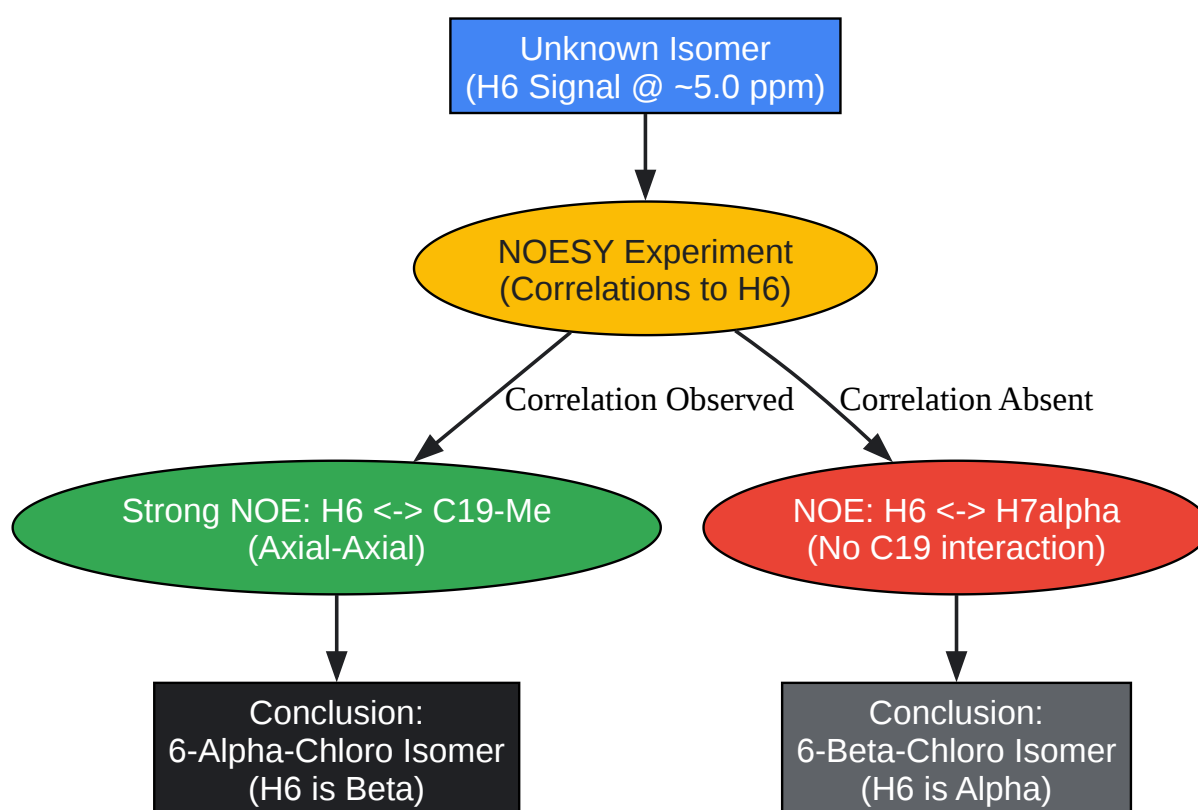 Unknown Isomer
(H6 Signal @ ~5.0 ppm)
NOESY Experiment
(Correlations to H6)
Correlation Observed
Correlation Absent
Strong NOE: H6 <-> C19-Me
(Axial-Axial)
NOE: H6 <-> H7alpha
(No C19 interaction)
Conclusion:
6-Alpha-Chloro Isomer
(H6 is Beta)
Conclusion:
6-Beta-Chloro Isomer
(H6 is Alpha)